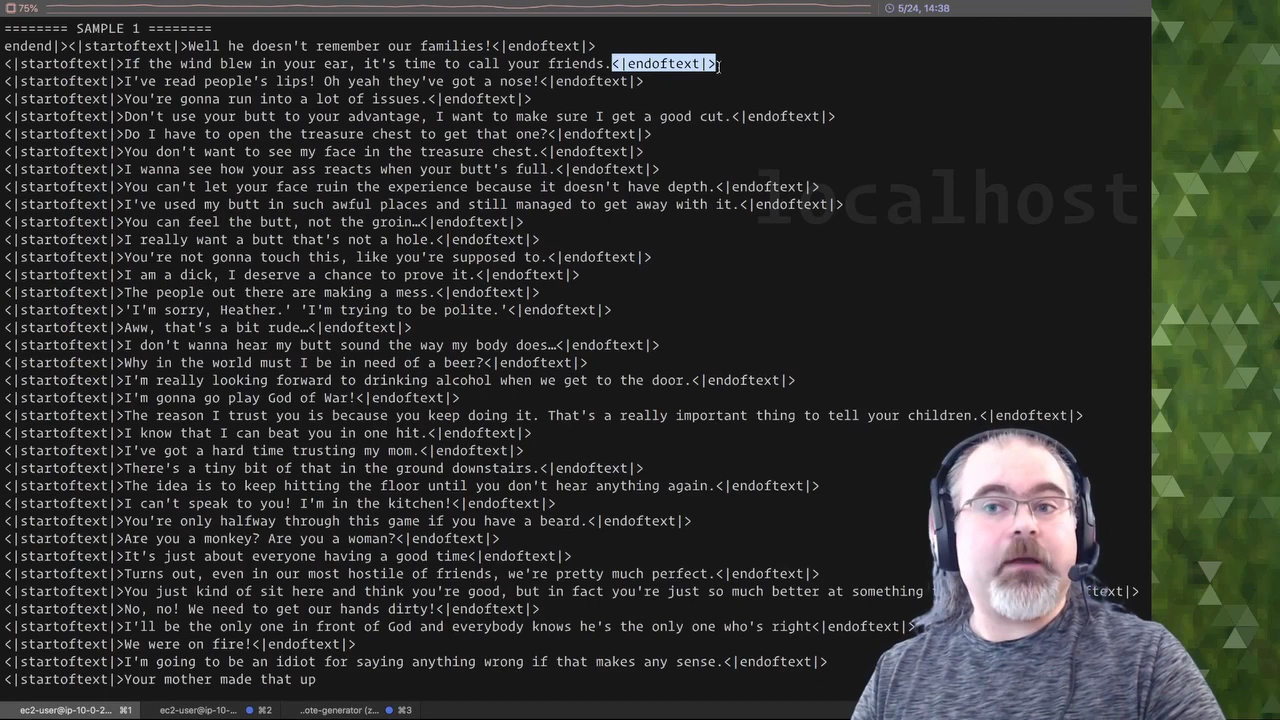 75% 5/24, 14:38
======== SAMPLE 1 ========
endend|><|startoftext|>Well he doesn't remember our families!<|endoftext|>
<|startoftext|>If the wind blew in your ear, it's time to call your friends.<|endoftext|>
<|startoftext|>I've read people's lips! Oh yeah they've got a nose!<|endoftext|>
<|startoftext|>You're gonna run into a lot of issues.<|endoftext|>
<|startoftext|>Don't use your butt to your advantage, I want to make sure I get a good cut.<|endoftext|>
<|startoftext|>Do I have to open the treasure chest to get that one?<|endoftext|>
<|startoftext|>You don't want to see my face in the treasure chest.<|endoftext|>
<|startoftext|>I wanna see how your ass reacts when your butt's full.<|endoftext|>
<|startoftext|>You can't let your face ruin the experience because it doesn't have depth.<|endoftext|>
localhost
<|startoftext|>I've used my butt in such awful places and still managed to get away with it.<|endoftext|>
<|startoftext|>You can feel the butt, not the groin…<|endoftext|>
<|startoftext|>I really want a butt that's not a hole.<|endoftext|>
<|startoftext|>You're not gonna touch this, like you're supposed to.<|endoftext|>
<|startoftext|>I am a dick, I deserve a chance to prove it.<|endoftext|>
<|startoftext|>The people out there are making a mess.<|endoftext|>
<|startoftext|>'I'm sorry, Heather.' 'I'm trying to be polite.'<|endoftext|>
<|startoftext|>Aww, that's a bit rude…<|endoftext|>
<|startoftext|>I don't wanna hear my butt sound the way my body does…<|endoftext|>
<|startoftext|>Why in the world must I be in need of a beer?<|endoftext|>
<|startoftext|>I'm really looking forward to drinking alcohol when we get to the door.<|endoftext|>
<|startoftext|>I'm gonna go play God of War!<|endoftext|>
<|startoftext|>The reason I trust you is because you keep doing it. That's a really important thing to tell your children.<|endoftext|>
<|startoftext|>I know that I can beat you in one hit.<|endoftext|>
<|startoftext|>I've got a hard time trusting my mom.<|endoftext|>
<|startoftext|>There's a tiny bit of that in the ground downstairs.<|endoftext|>
<|startoftext|>The idea is to keep hitting the floor until you don't hear anything again.<|endoftext|>
<|startoftext|>I can't speak to you! I'm in the kitchen!<|endoftext|>
<|startoftext|>You're only halfway through this game if you have a beard.<|endoftext|>
<|startoftext|>Are you a monkey? Are you a woman?<|endoftext|>
<|startoftext|>It's just about everyone having a good time<|endoftext|>
<|startoftext|>Turns out, even in our most hostile of friends, we're pretty much perfect.<|endoftext|>
<|startoftext|>You just kind of sit here and think you're good, but in fact you're just so much better at something
<|startoftext|>No, no! We need to get our hands dirty!<|endoftext|>
<|startoftext|>I'll be the only one in front of God and everybody knows he's the only one who's right<|endoftext|>
<|startoftext|>We were on fire!<|endoftext|>
<|startoftext|>I'm going to be an idiot for saying anything wrong if that makes any sense.<|endoftext|>
<|startoftext|>Your mother made that up
ec2-user@ip-10-0-2... ⌘1 ec2-user@ip-10-... ⌘2 ..ote-generator (z... ⌘3